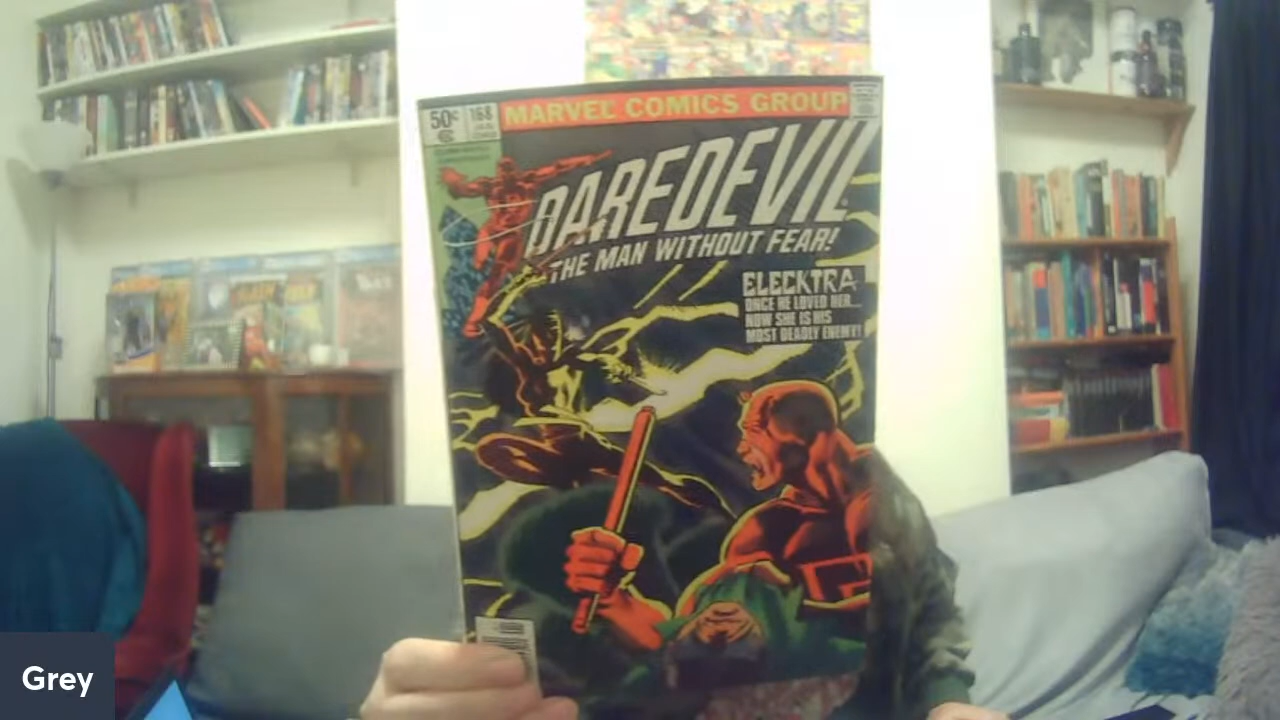 50¢
168
MARVEL COMICS GROUP
DAREDEVIL
THE MAN WITHOUT FEAR!
ELECKTRA
ONCE HE LOVED HER...
NOW SHE IS HIS
MOST DEADLY ENEMY!
Grey